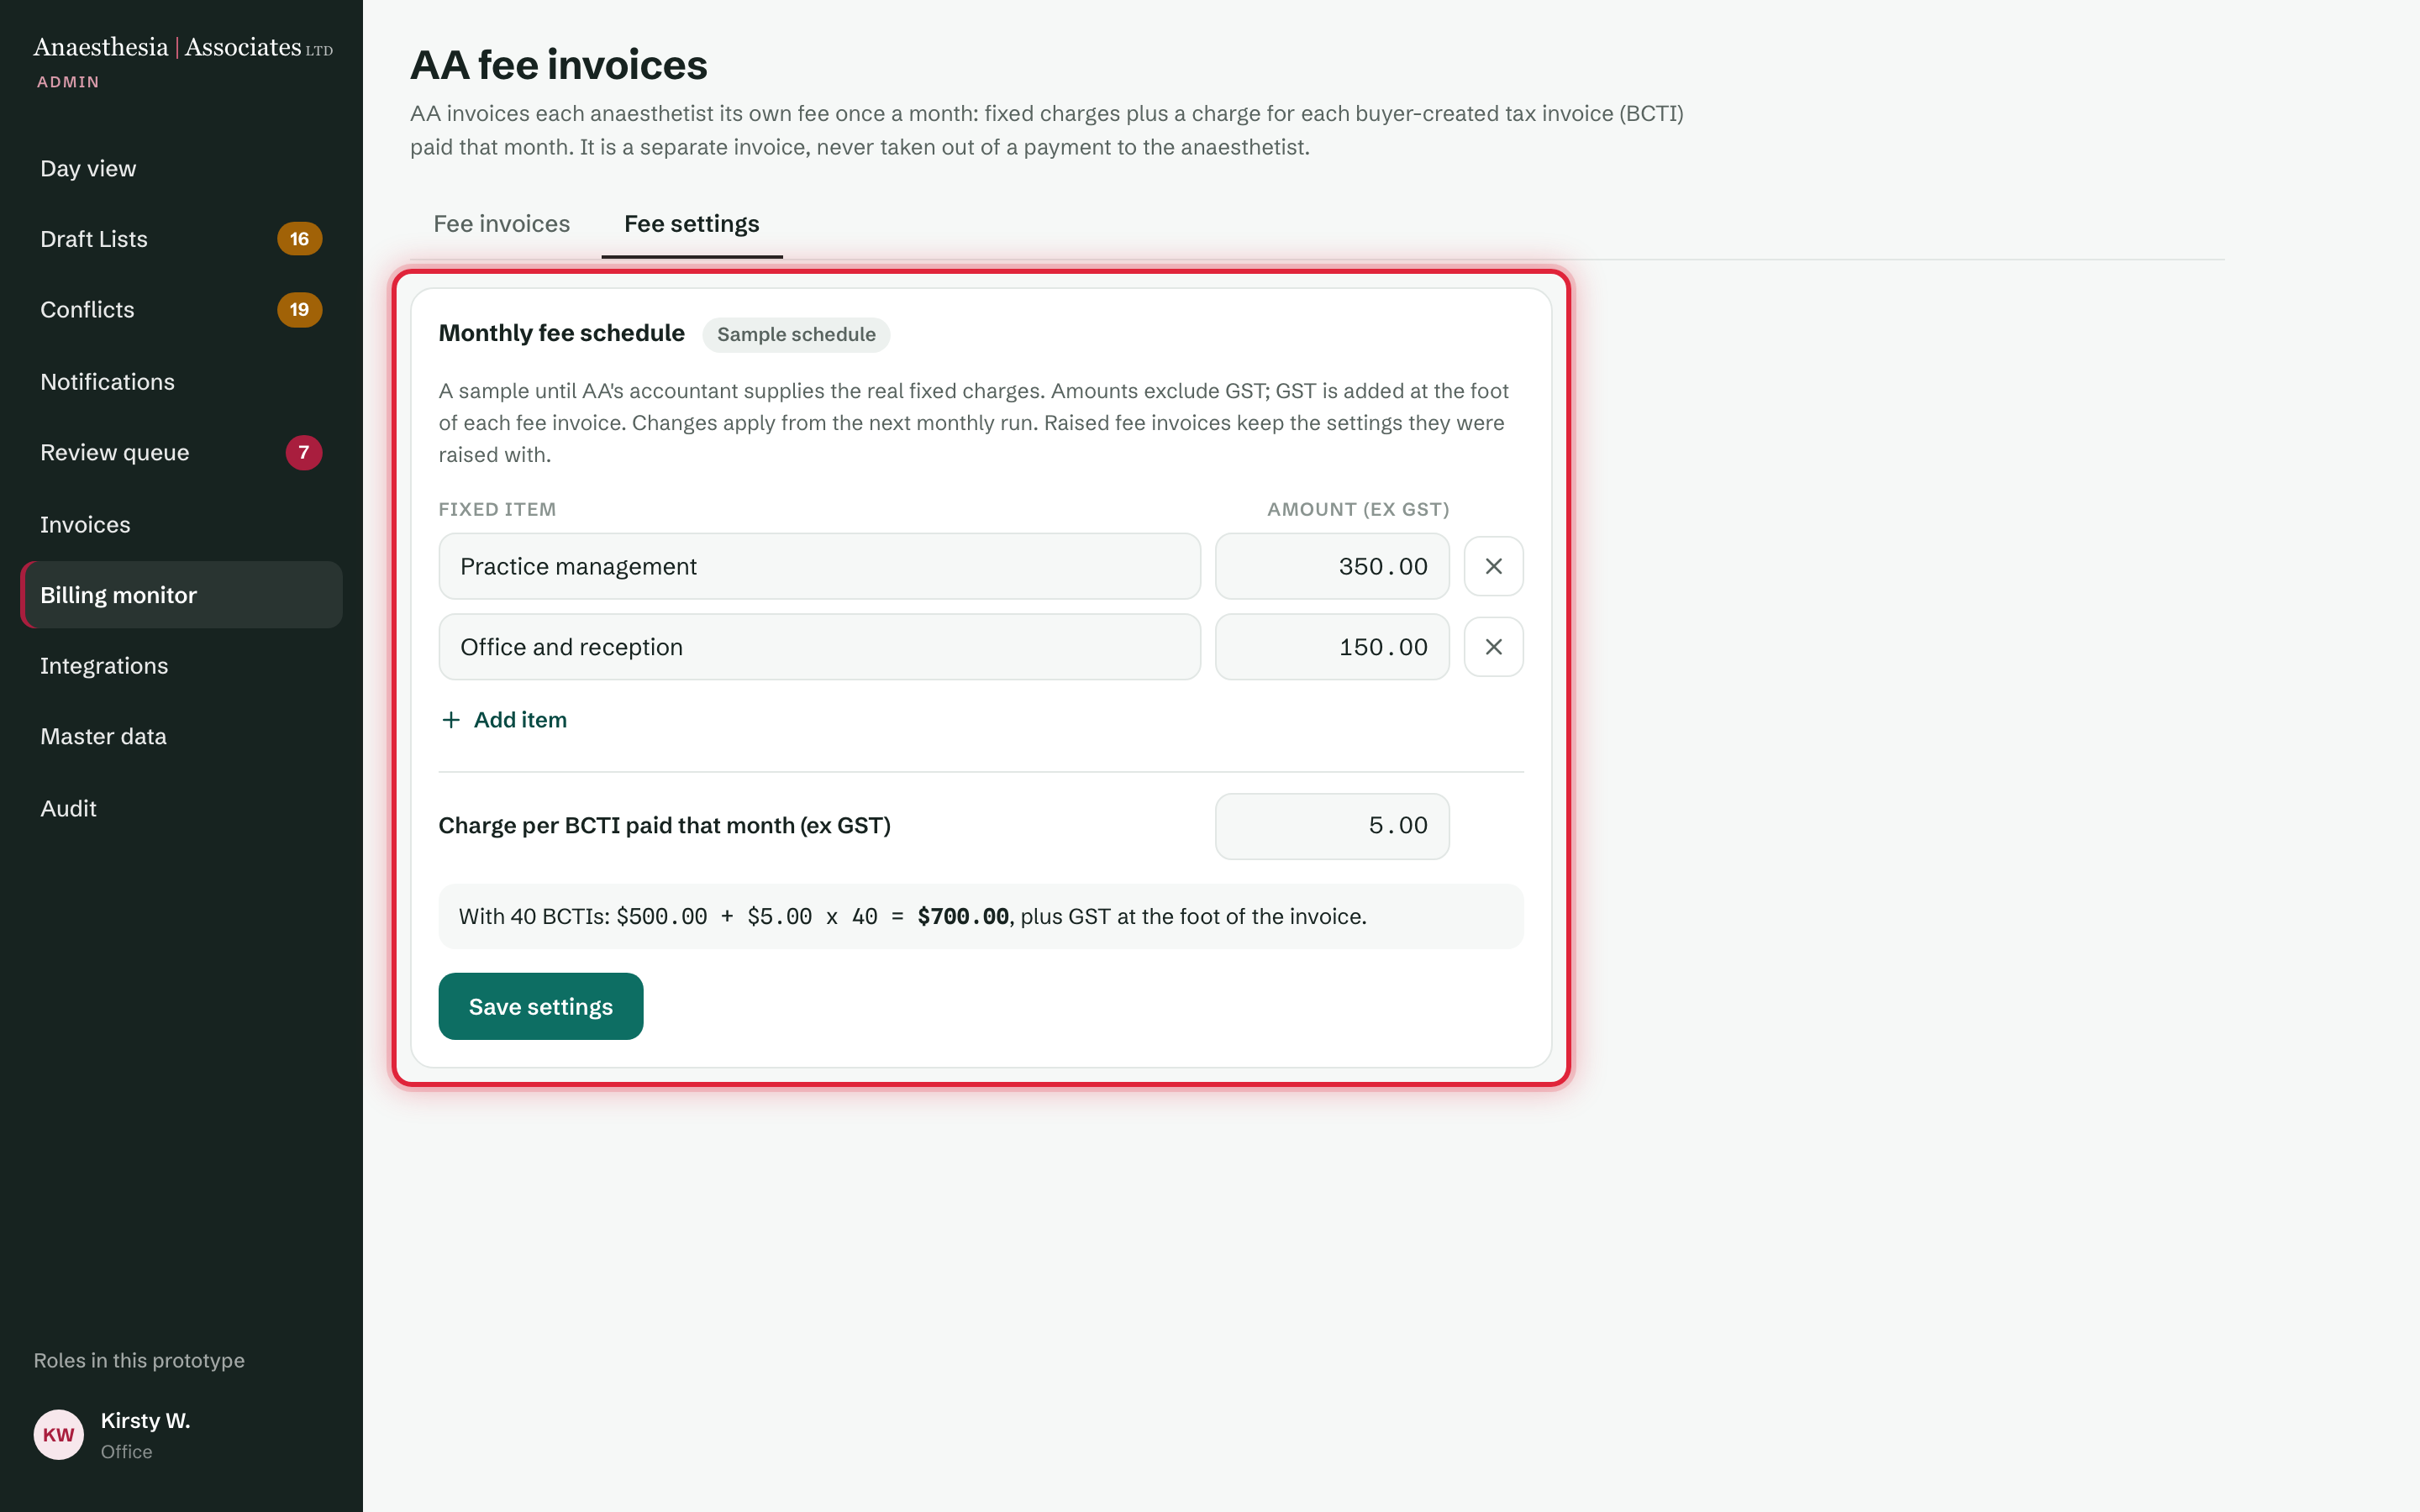 Anaesthesia | Associates LTD
ADMIN
Day view
Draft Lists 16
Conflicts 19
Notifications
Review queue 7
Invoices
Billing monitor
Integrations
Master data
Audit
Roles in this prototype
KW
Kirsty W.
Office
AA fee invoices
AA invoices each anaesthetist its own fee once a month: fixed charges plus a charge for each buyer-created tax invoice (BCTI)
paid that month. It is a separate invoice, never taken out of a payment to the anaesthetist.
Fee invoices Fee settings
Monthly fee schedule Sample schedule
A sample until AA's accountant supplies the real fixed charges. Amounts exclude GST; GST is added at the foot
of each fee invoice. Changes apply from the next monthly run. Raised fee invoices keep the settings they were
raised with.
FIXED ITEM AMOUNT (EX GST)
Practice management 350.00
Office and reception 150.00
+ Add item
Charge per BCTI paid that month (ex GST) 5.00
With 40 BCTIs: $500.00 + $5.00 x 40 = $700.00, plus GST at the foot of the invoice.
Save settings